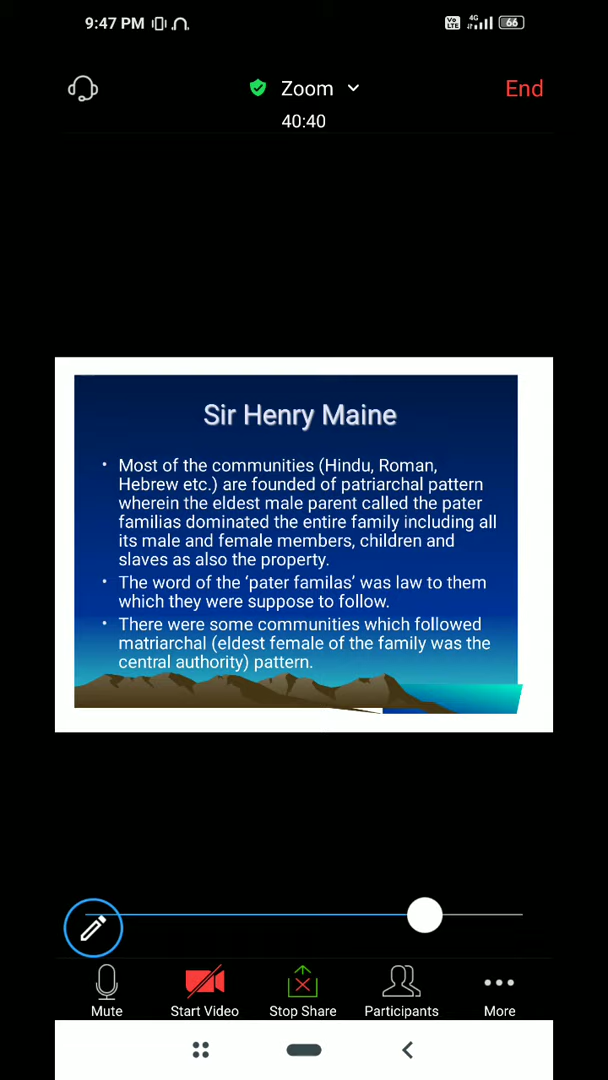 9:47 PM
Vo LTE 4G 66
Zoom
End
40:40
Sir Henry Maine
• Most of the communities (Hindu, Roman,
Hebrew etc.) are founded of patriarchal pattern
wherein the eldest male parent called the pater
familias dominated the entire family including all
its male and female members, children and
slaves as also the property.
• The word of the ‘pater familas’ was law to them
which they were suppose to follow.
• There were some communities which followed
matriarchal (eldest female of the family was the
central authority) pattern.
Mute
Start Video
Stop Share
Participants
More